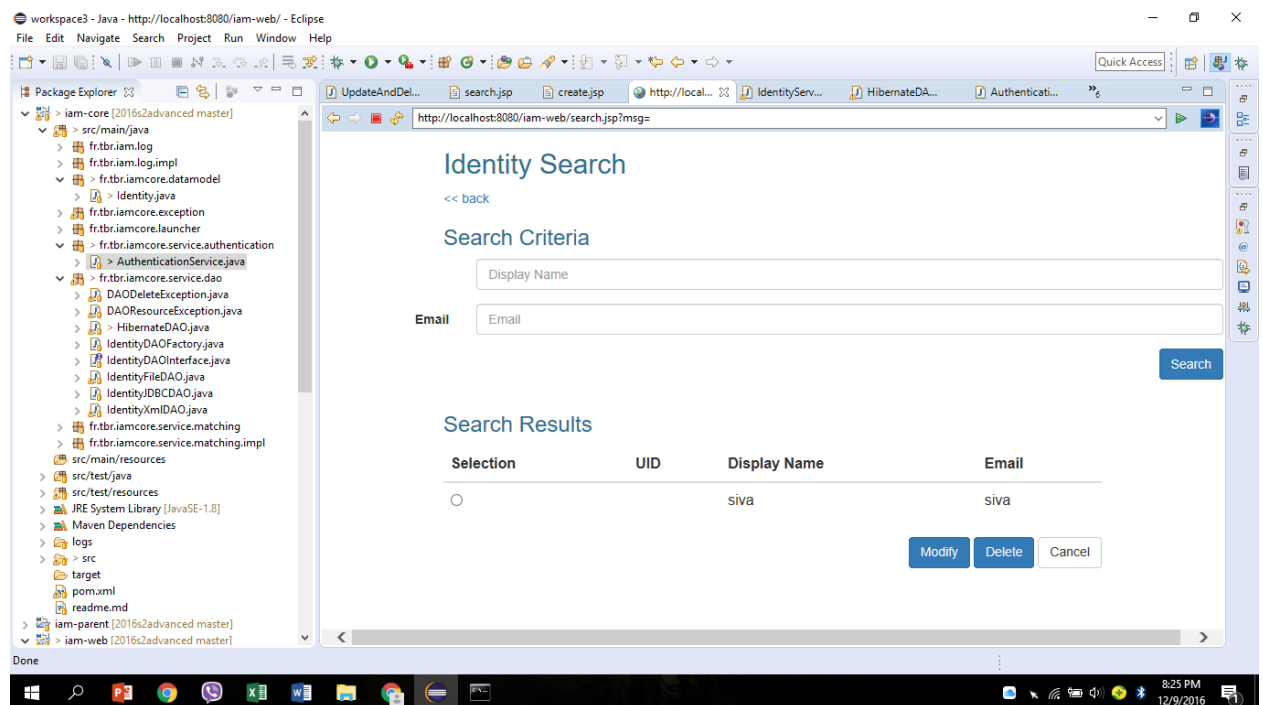 workspace3 - Java - http://localhost:8080/iam-web/ - Eclipse
File Edit Navigate Search Project Run Window Help
Quick Access
Package Explorer
UpdateAndDel...
search.jsp
create.jsp
http://local...
IdentityServ...
HibernateDA...
Authenticati...
»5
http://localhost:8080/iam-web/search.jsp?msg=
> iam-core [2016s2advanced master]
> src/main/java
fr.tbr.iam.log
fr.tbr.iam.log.impl
> fr.tbr.iamcore.datamodel
> Identity.java
fr.tbr.iamcore.exception
fr.tbr.iamcore.launcher
> fr.tbr.iamcore.service.authentication
> AuthenticationService.java
> fr.tbr.iamcore.service.dao
DAODeleteException.java
DAOResourceException.java
> HibernateDAO.java
IdentityDAOFactory.java
IdentityDAOInterface.java
IdentityFileDAO.java
IdentityJDBCDAO.java
IdentityXmlDAO.java
fr.tbr.iamcore.service.matching
fr.tbr.iamcore.service.matching.impl
src/main/resources
src/test/java
src/test/resources
JRE System Library [JavaSE-1.8]
Maven Dependencies
logs
> src
target
pom.xml
readme.md
iam-parent [2016s2advanced master]
> iam-web [2016s2advanced master]
Identity Search
<< back
Search Criteria
Display Name
Email Email
Search
Search Results
Selection UID Display Name Email
siva siva
Modify Delete Cancel
Done
8:25 PM
12/9/2016